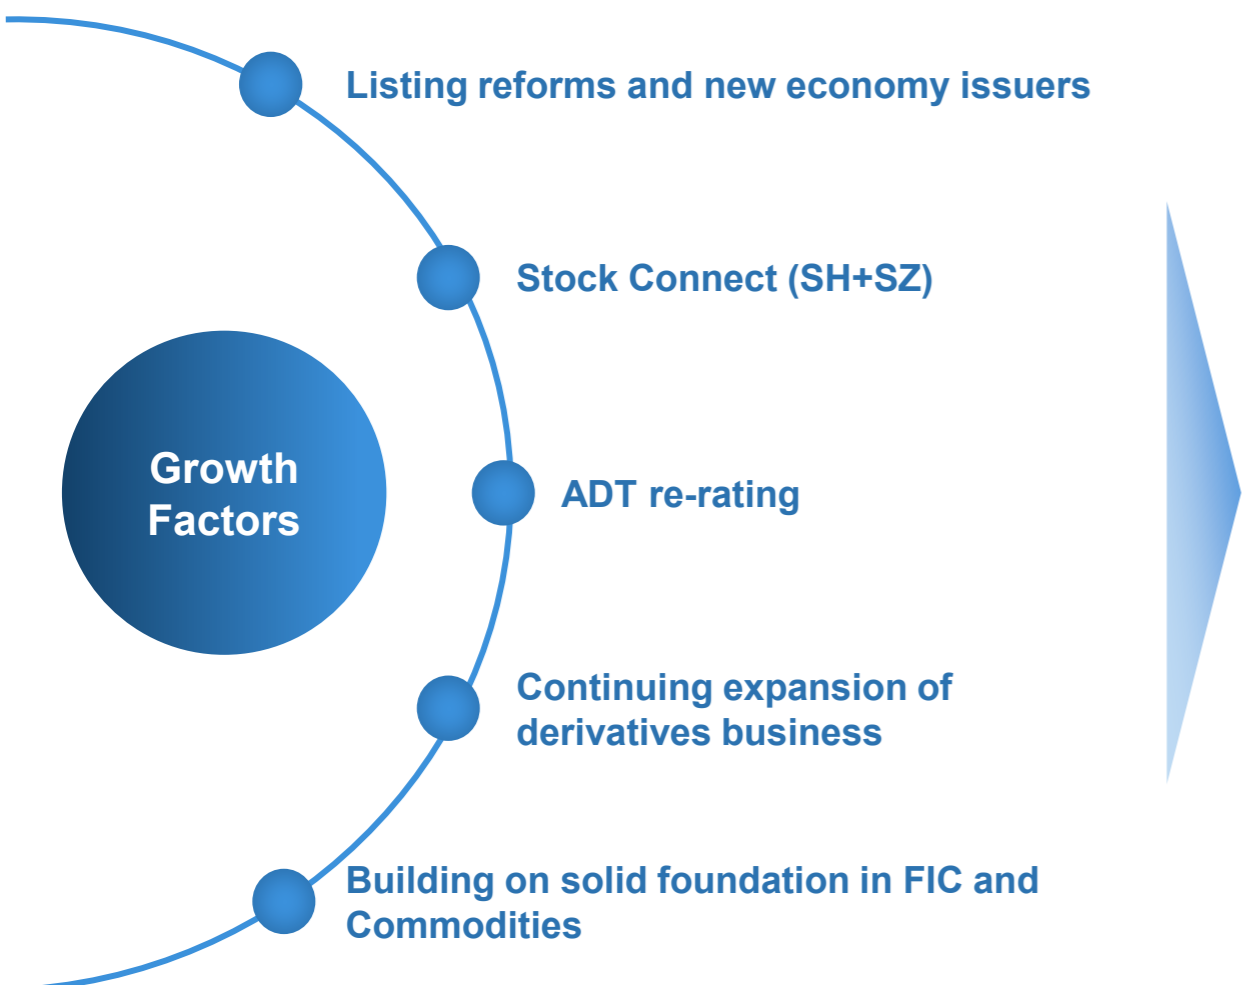 Listing reforms and new economy issuers
Stock Connect (SH+SZ)
Growth
Factors
ADT re-rating
Continuing expansion of
derivatives business
Building on solid foundation in FIC and
Commodities